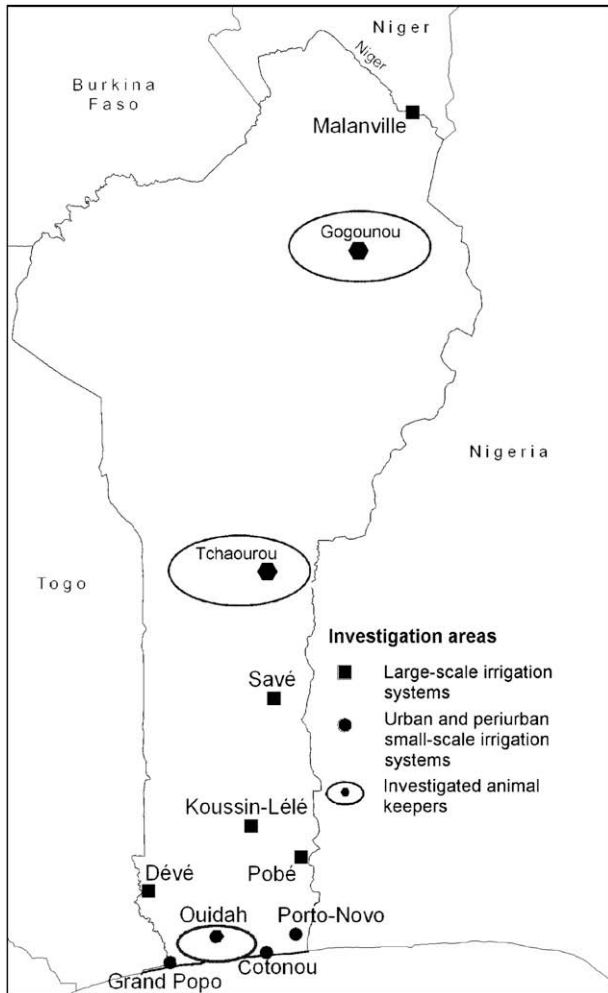 Niger
Niger
Burkina
Faso
Malanville
Gogounou
Nigeria
Tchaourou
Togo
Investigation areas
Large-scale irrigation
systems
Urban and periurban
small-scale irrigation
systems
Investigated animal
keepers
Savé
Koussin-Lélé
Pobé
Dévé
Ouidah
Porto-Novo
Cotonou
Grand Popo